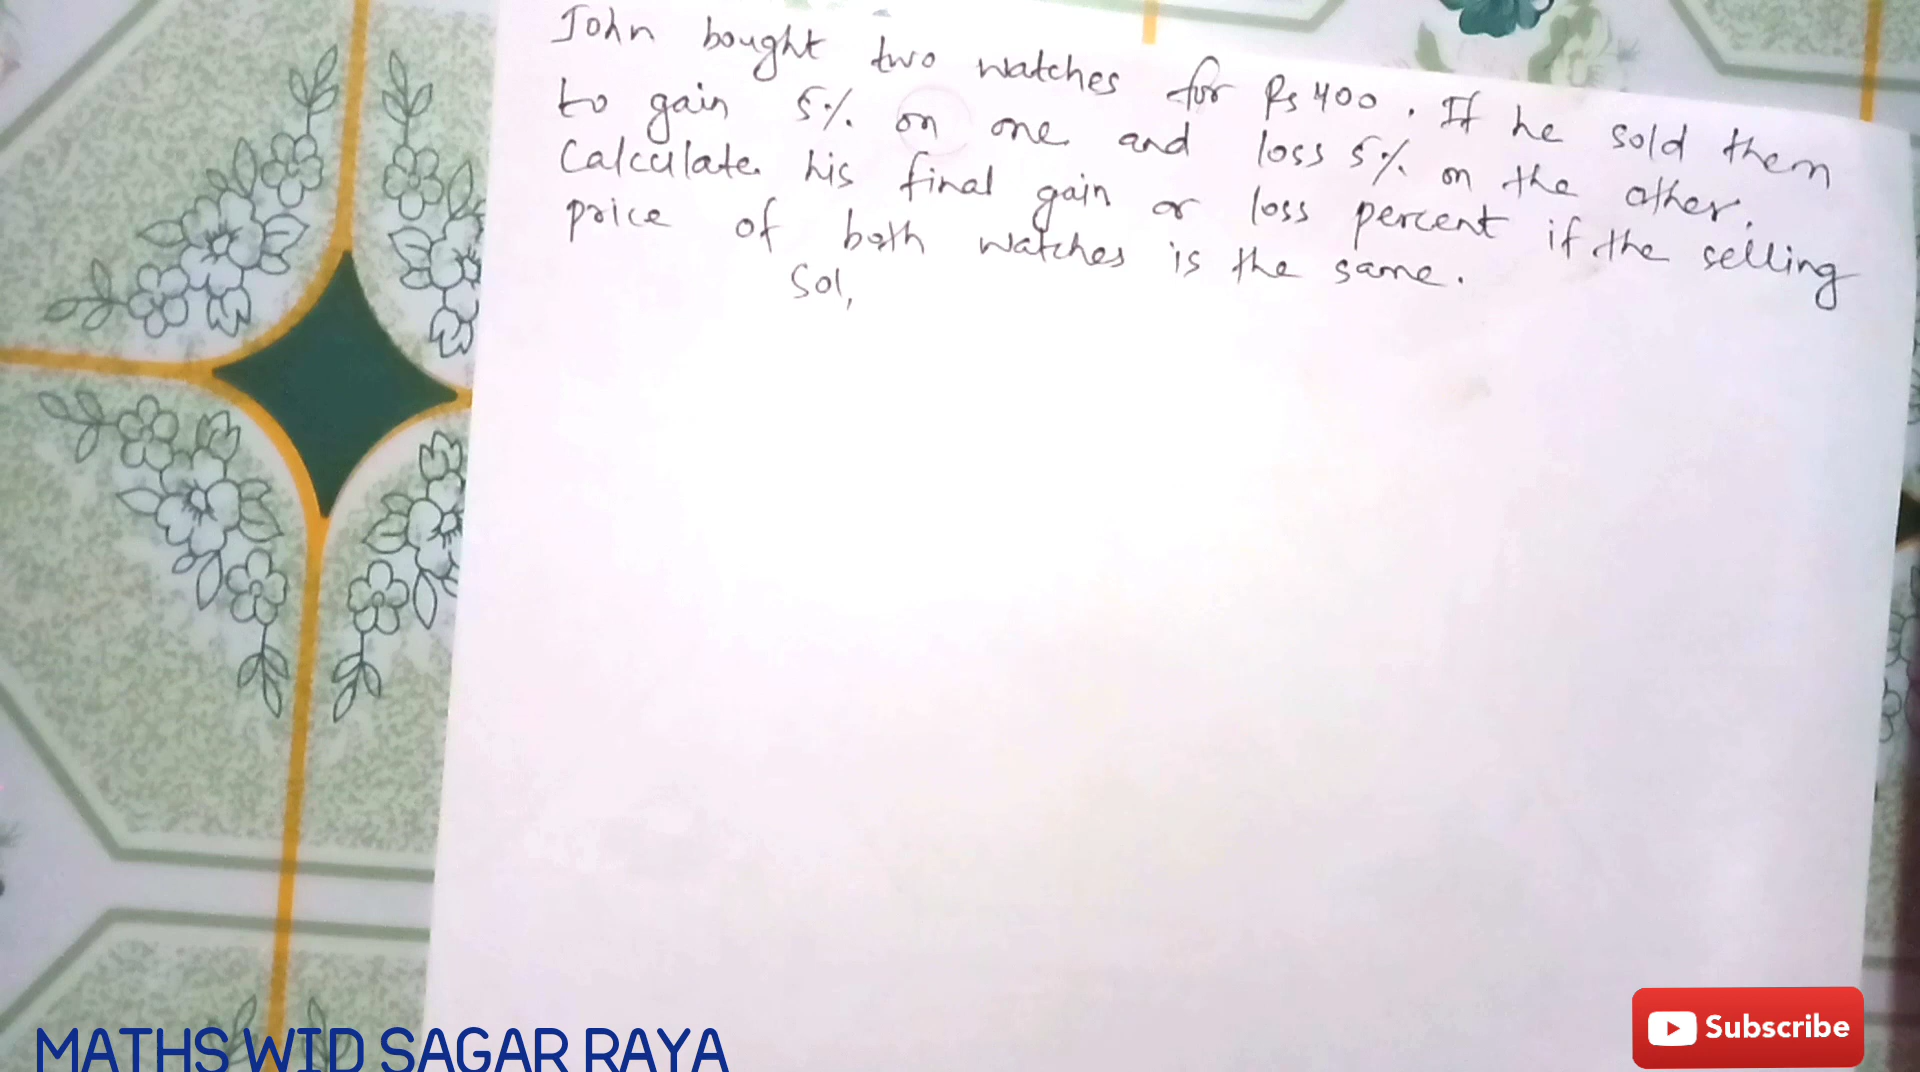 John bought two watches for Rs 400. If he sold them
to gain 5% on one and loss 5% on the other.
Calculate his final gain or loss percent if the selling
price of both watches is the same.
Sol,
MATHS WID SAGAR RAYA
Subscribe